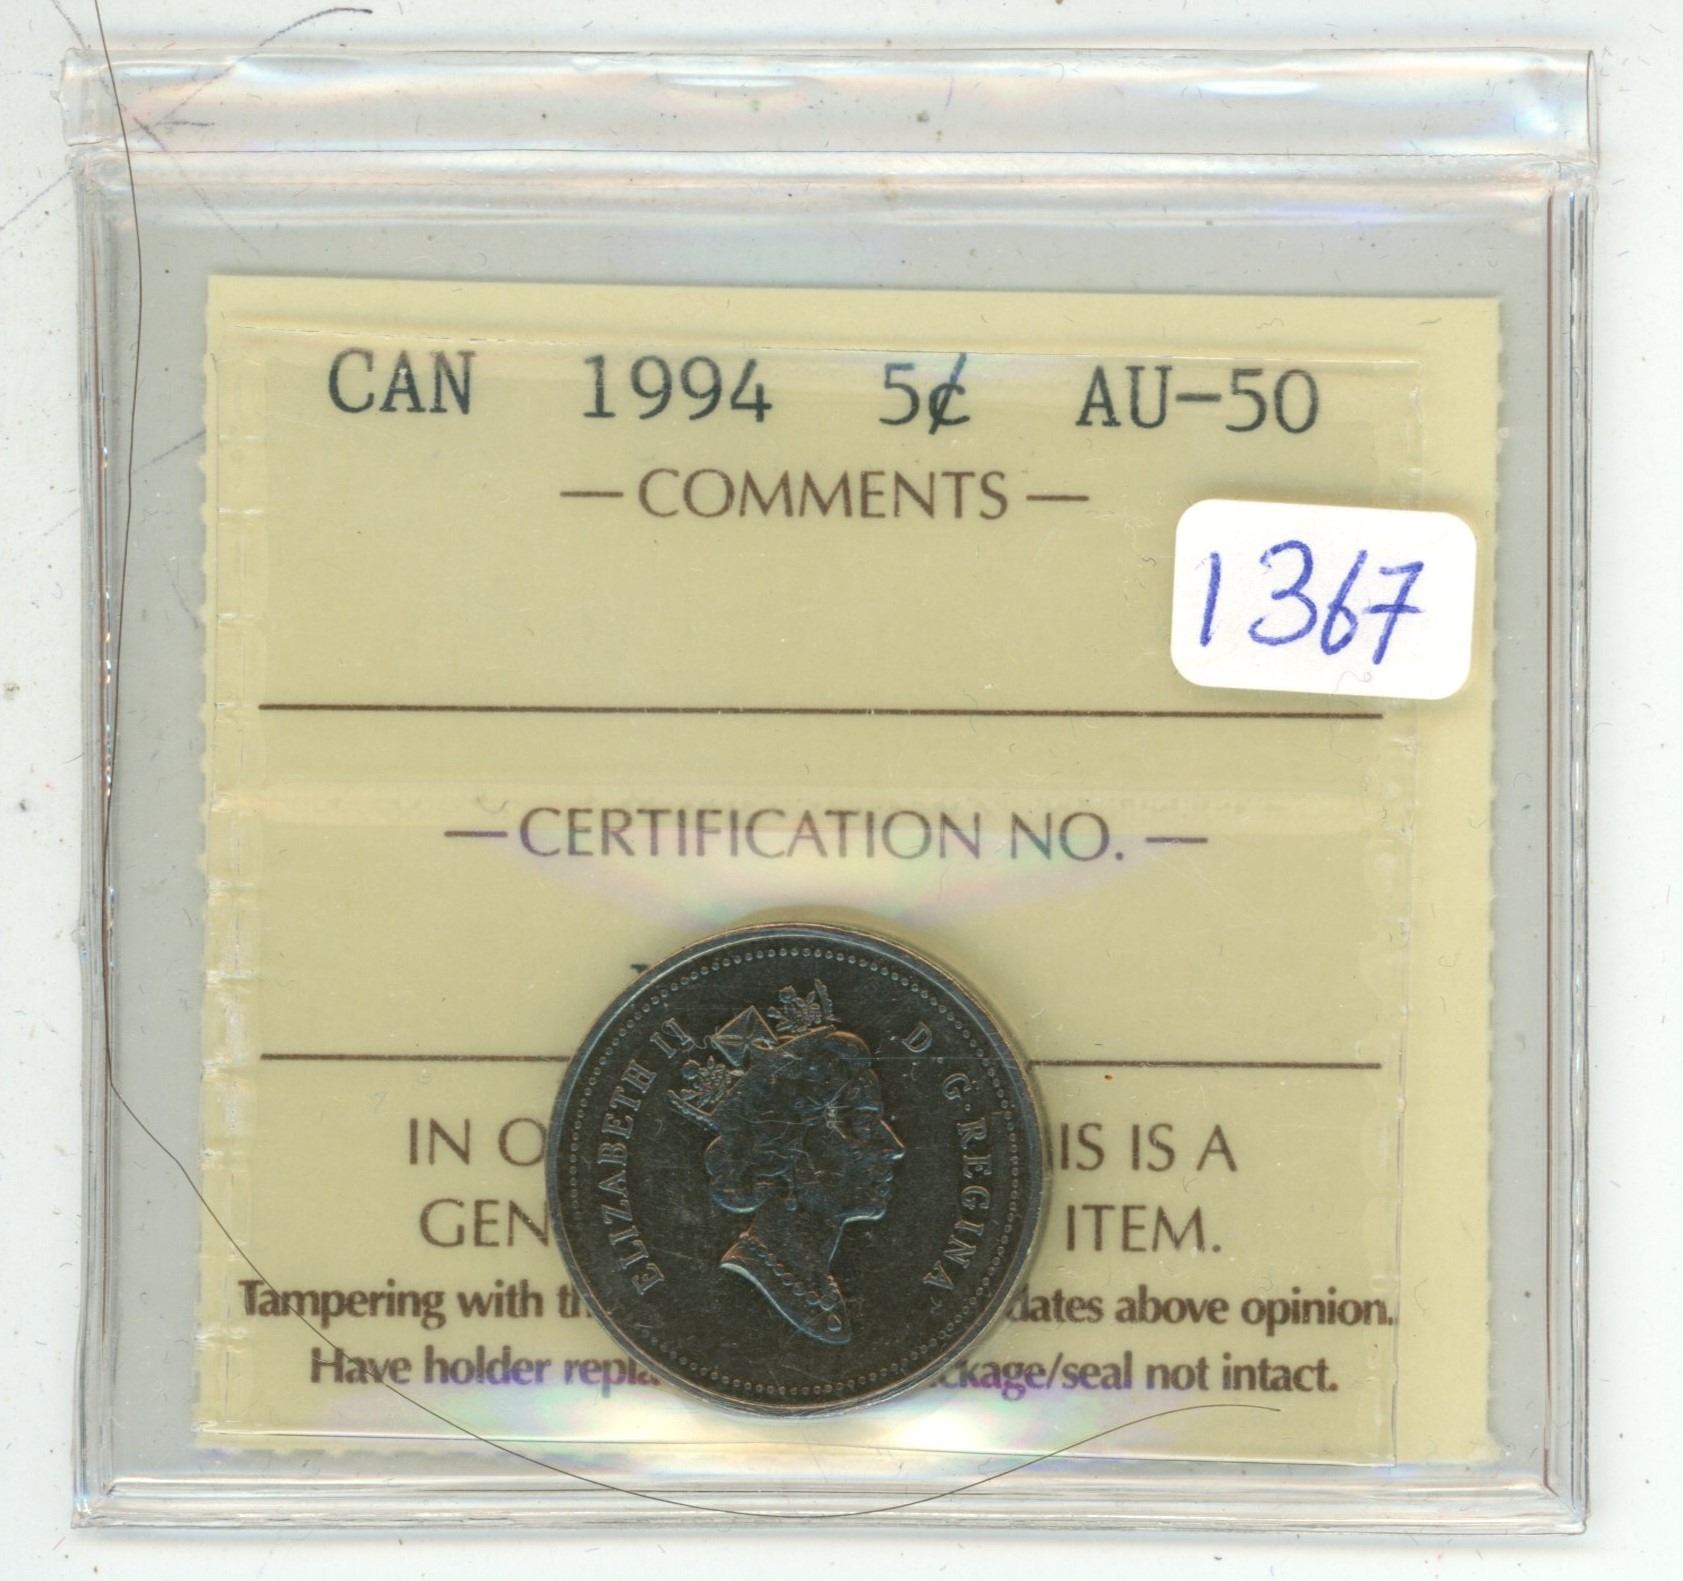 CAN 1994 5¢ AU-50
— COMMENTS —
1367
— CERTIFICATION NO. —
ELIZABETH II D·G·REGINA
IN O IS IS A
GEN ITEM.
Tampering with th dates above opinion.
Have holder repla ckage/seal not intact.